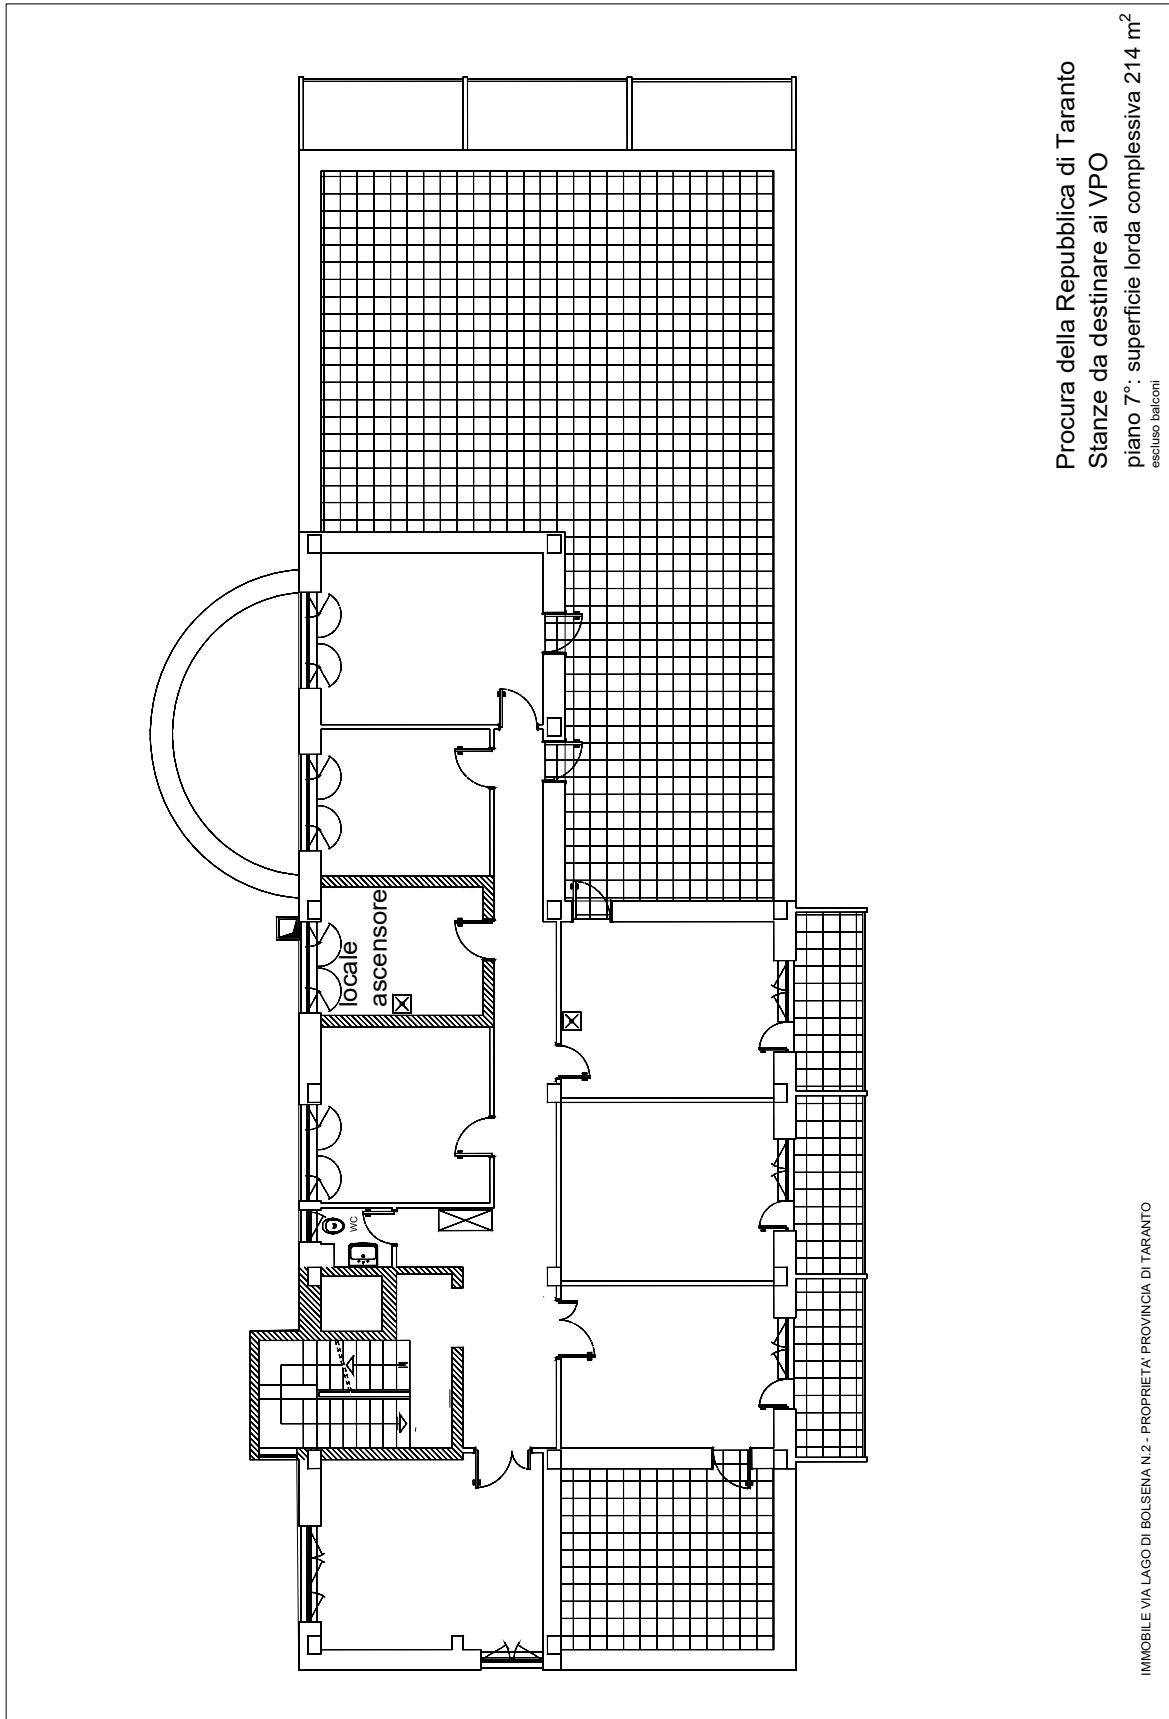 Procura della Repubblica di Taranto
Stanze da destinare ai VPO
piano 7°: superficie lorda complessiva 214 m²
escluso balconi
locale
ascensore
WC
IMMOBILE VIA LAGO DI BOLSENA N.2 - PROPRIETA' PROVINCIA DI TARANTO